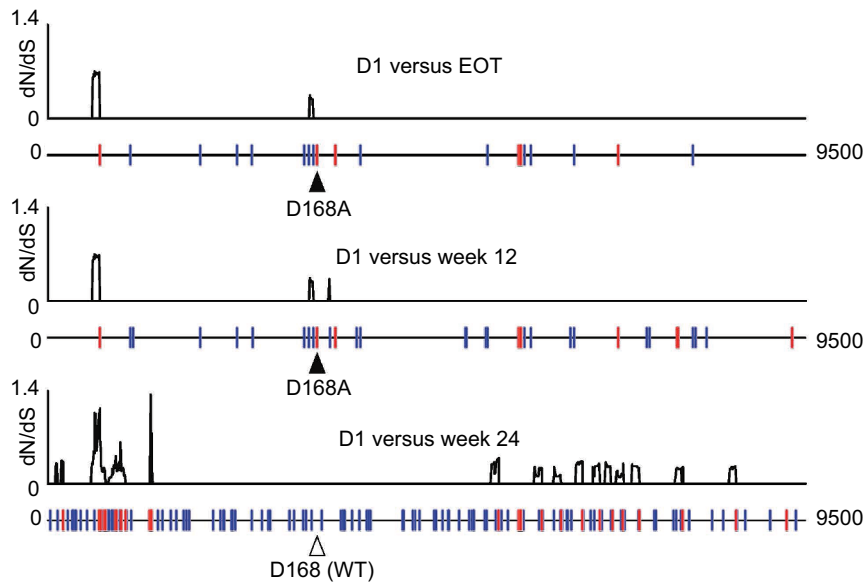 1.4
dN/dS
D1 versus EOT
0
0
9500
D168A
1.4
dN/dS
D1 versus week 12
0
0
9500
D168A
1.4
dN/dS
D1 versus week 24
0
0
9500
D168 (WT)